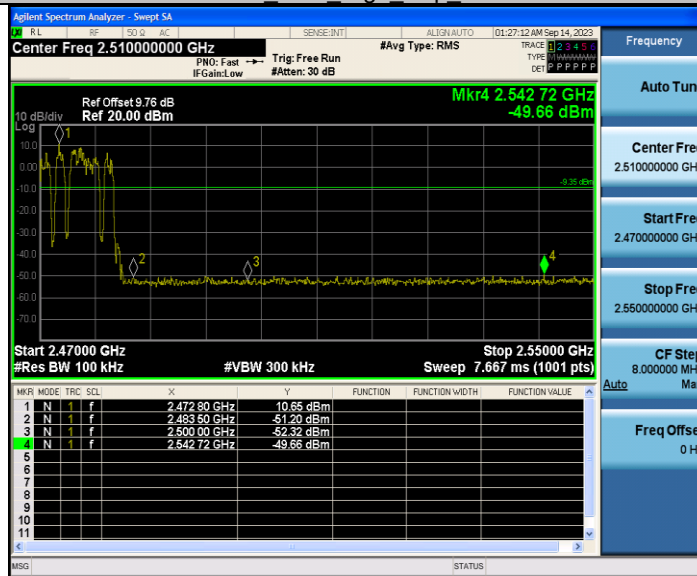 Agilent Spectrum Analyzer - Swept SA
RL RF 50 Ω AC SENSE:INT ALIGN AUTO 01:27:12 AM Sep 14, 2023
Center Freq 2.510000000 GHz #Avg Type: RMS TRACE 1 2 3 4 5 6
PNO: Fast Trig: Free Run TYPE M
IFGain:Low #Atten: 30 dB DET P P P P P P
Frequency
Auto Tun
Ref Offset 9.76 dB Mkr4 2.542 72 GHz
10 dB/div Ref 20.00 dBm -49.66 dBm
Log
10.0
0.00
-10.0
-20.0
-30.0
-40.0
-50.0
-60.0
-70.0
1
2
3
4
-9.35 dBm
Start 2.47000 GHz Stop 2.55000 GHz
#Res BW 100 kHz #VBW 300 kHz Sweep 7.667 ms (1001 pts)
Center Fre
2.510000000 GH
Start Fre
2.470000000 GH
Stop Fre
2.550000000 GH
CF Step
8.000000 MH
Auto Ma
Freq Offse
0 H
MKR MODE TRC SCL X Y FUNCTION FUNCTION WIDTH FUNCTION VALUE
1 N 1 f 2.472 80 GHz 10.65 dBm
2 N 1 f 2.483 50 GHz -51.20 dBm
3 N 1 f 2.500 00 GHz -52.32 dBm
4 N 1 f 2.542 72 GHz -49.66 dBm
5
6
7
8
9
10
11
MSG STATUS